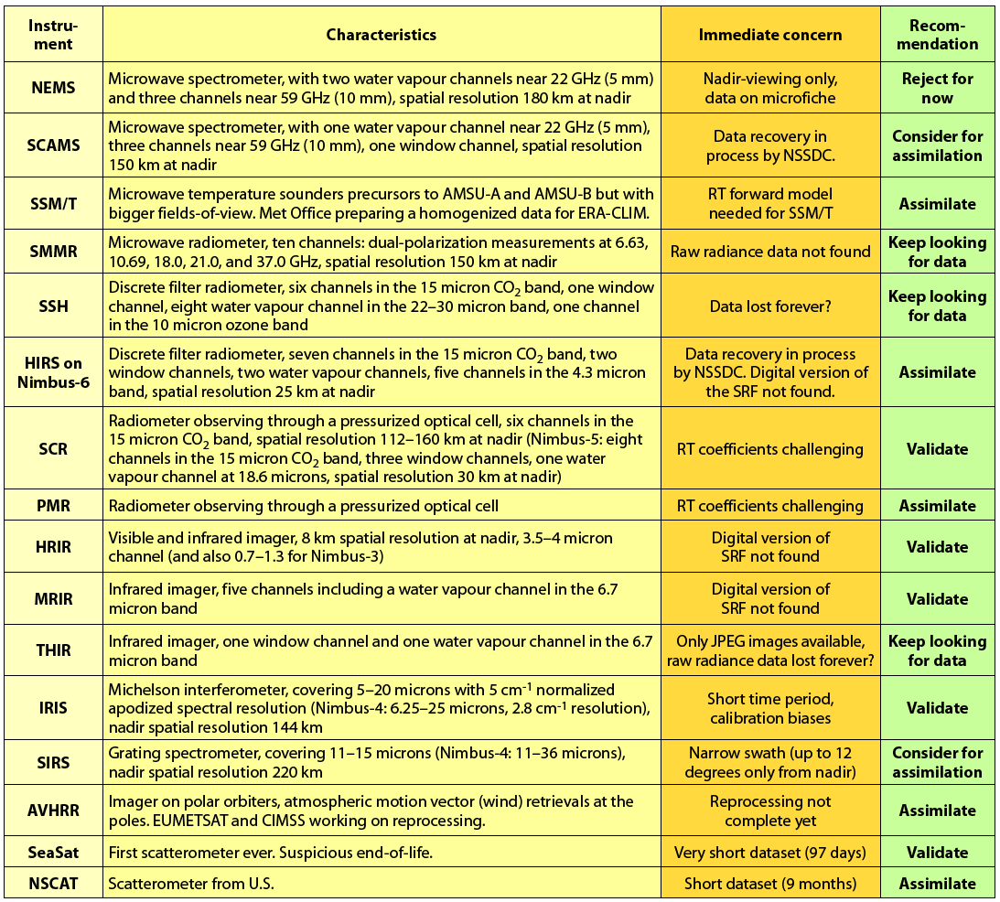 Instru-
ment
Characteristics
Immediate concern
Recom-
mendation
NEMS
Microwave spectrometer, with two water vapour channels near 22 GHz (5 mm)
and three channels near 59 GHz (10 mm), spatial resolution 180 km at nadir
Nadir-viewing only,
data on microfiche
Reject for
now
SCAMS
Microwave spectrometer, with one water vapour channel near 22 GHz (5 mm),
three channels near 59 GHz (10 mm), one window channel, spatial resolution
150 km at nadir
Data recovery in
process by NSSDC.
Consider for
assimilation
SSM/T
Microwave temperature sounders precursors to AMSU-A and AMSU-B but with
bigger fields-of-view. Met Office preparing a homogenized data for ERA-CLIM.
RT forward model
needed for SSM/T
Assimilate
SMMR
Microwave radiometer, ten channels: dual-polarization measurements at 6.63,
10.69, 18.0, 21.0, and 37.0 GHz, spatial resolution 150 km at nadir
Raw radiance data not found
Keep looking
for data
SSH
Discrete filter radiometer, six channels in the 15 micron CO2 band, one window
channel, eight water vapour channel in the 22–30 micron band, one channel
in the 10 micron ozone band
Data lost forever?
Keep looking
for data
HIRS on
Nimbus-6
Discrete filter radiometer, seven channels in the 15 micron CO2 band, two
window channels, two water vapour channels, five channels in the 4.3 micron
band, spatial resolution 25 km at nadir
Data recovery in process
by NSSDC. Digital version of
the SRF not found.
Assimilate
SCR
Radiometer observing through a pressurized optical cell, six channels in the
15 micron CO2 band, spatial resolution 112–160 km at nadir (Nimbus-5: eight
channels in the 15 micron CO2 band, three window channels, one water
vapour channel at 18.6 microns, spatial resolution 30 km at nadir)
RT coefficients challenging
Validate
PMR
Radiometer observing through a pressurized optical cell
RT coefficients challenging
Assimilate
HRIR
Visible and infrared imager, 8 km spatial resolution at nadir, 3.5–4 micron
channel (and also 0.7–1.3 for Nimbus-3)
Digital version of
SRF not found
Validate
MRIR
Infrared imager, five channels including a water vapour channel in the 6.7
micron band
Digital version of
SRF not found
Validate
THIR
Infrared imager, one window channel and one water vapour channel in the 6.7
micron band
Only JPEG images available,
raw radiance data lost forever?
Keep looking
for data
IRIS
Michelson interferometer, covering 5–20 microns with 5 cm-1 normalized
apodized spectral resolution (Nimbus-4: 6.25–25 microns, 2.8 cm-1 resolution),
nadir spatial resolution 144 km
Short time period,
calibration biases
Validate
SIRS
Grating spectrometer, covering 11–15 microns (Nimbus-4: 11–36 microns),
nadir spatial resolution 220 km
Narrow swath (up to 12
degrees only from nadir)
Consider for
assimilation
AVHRR
Imager on polar orbiters, atmospheric motion vector (wind) retrievals at the
poles. EUMETSAT and CIMSS working on reprocessing.
Reprocessing not
complete yet
Assimilate
SeaSat
First scatterometer ever. Suspicious end-of-life.
Very short dataset (97 days)
Validate
NSCAT
Scatterometer from U.S.
Short dataset (9 months)
Assimilate